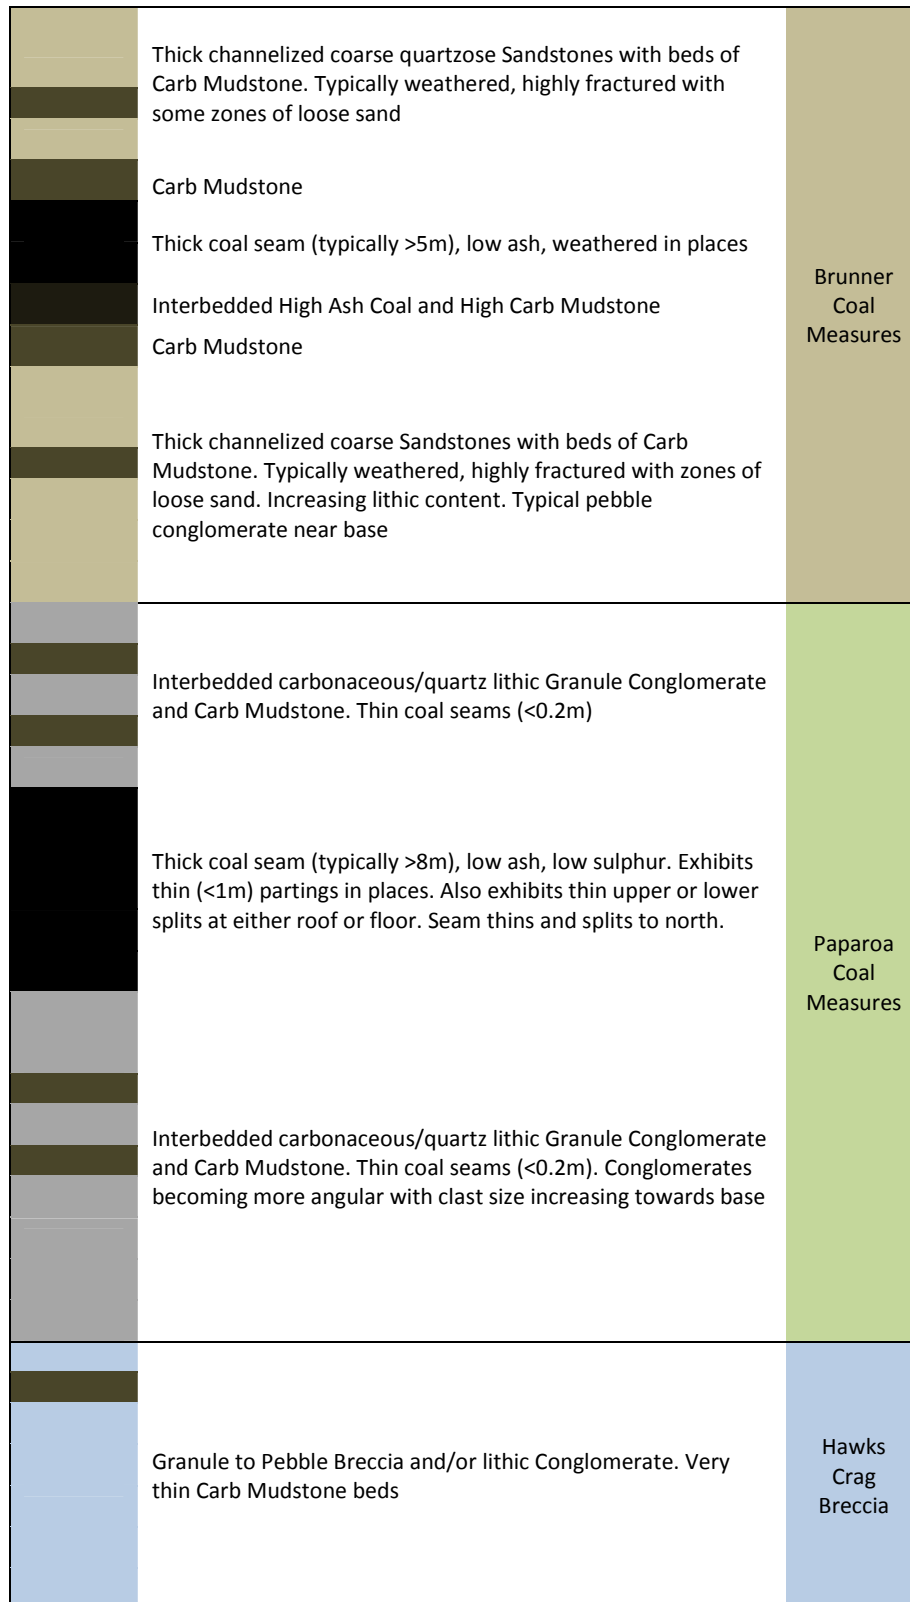 Thick channelized coarse quartzose Sandstones with beds of
Carb Mudstone. Typically weathered, highly fractured with
some zones of loose sand
Carb Mudstone
Thick coal seam (typically >5m), low ash, weathered in places
Interbedded High Ash Coal and High Carb Mudstone
Carb Mudstone
Thick channelized coarse Sandstones with beds of Carb
Mudstone. Typically weathered, highly fractured with zones of
loose sand. Increasing lithic content. Typical pebble
conglomerate near base
Brunner
Coal
Measures
Interbedded carbonaceous/quartz lithic Granule Conglomerate
and Carb Mudstone. Thin coal seams (<0.2m)
Thick coal seam (typically >8m), low ash, low sulphur. Exhibits
thin (<1m) partings in places. Also exhibits thin upper or lower
splits at either roof or floor. Seam thins and splits to north.
Interbedded carbonaceous/quartz lithic Granule Conglomerate
and Carb Mudstone. Thin coal seams (<0.2m). Conglomerates
becoming more angular with clast size increasing towards base
Paparoa
Coal
Measures
Granule to Pebble Breccia and/or lithic Conglomerate. Very
thin Carb Mudstone beds
Hawks
Crag
Breccia